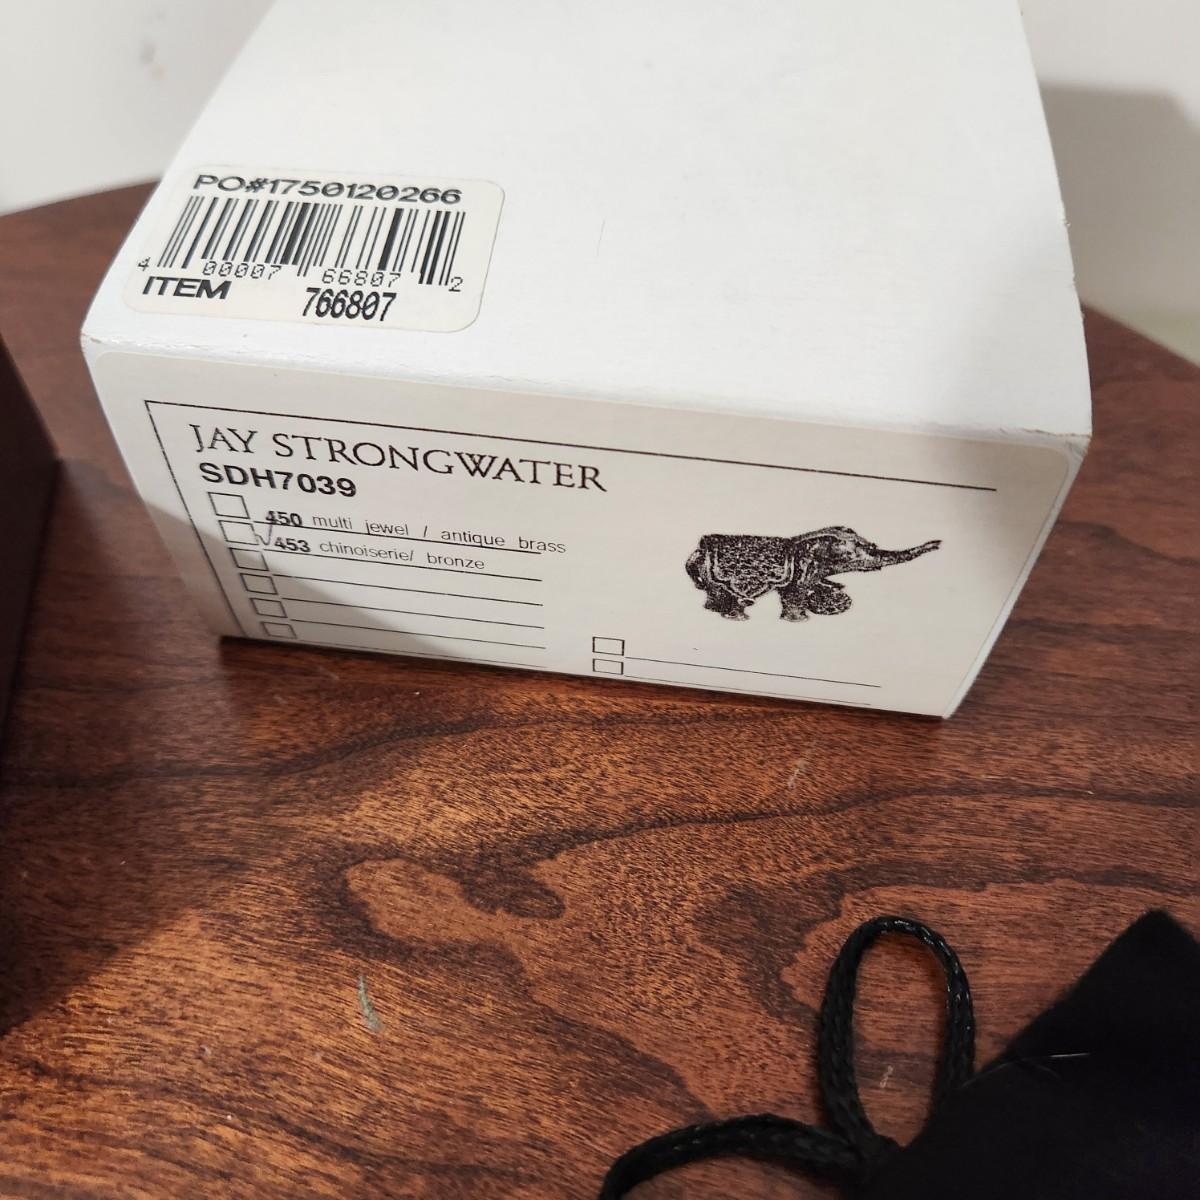 PO#1750120266
4 00007 66807 2
ITEM 766807
JAY STRONGWATER
SDH7039
450 multi jewel / antique brass
453 chinoiserie/ bronze